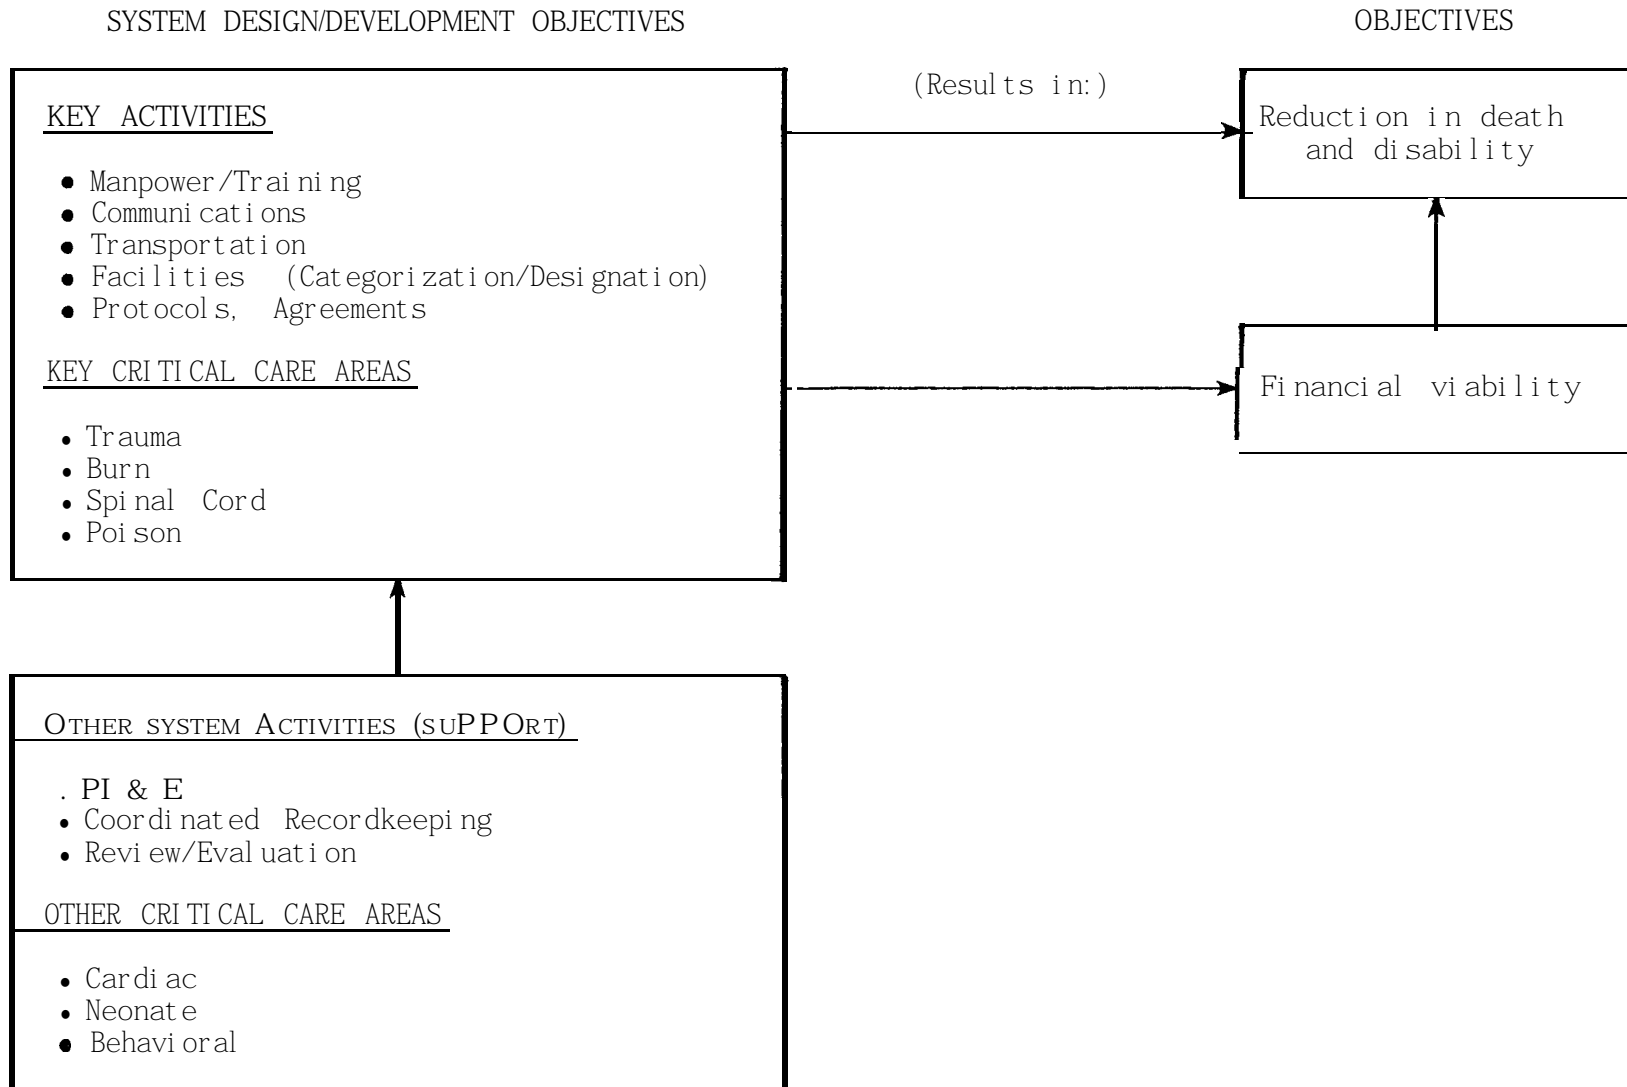 SYSTEM DESIGN/DEVELOPMENT OBJECTIVES
OBJECTIVES
KEY ACTIVITIES
• Manpower/Training
• Communications
• Transportation
• Facilities (Categorization/Designation)
• Protocols, Agreements
KEY CRITICAL CARE AREAS
• Trauma
• Burn
• Spinal Cord
• Poison
(Results in:)
Reduction in death
and disability
Financial viability
OTHER SYSTEM ACTIVITIES (suPPORT)
. PI & E
• Coordinated Recordkeeping
• Review/Evaluation
OTHER CRITICAL CARE AREAS
• Cardiac
• Neonate
• Behavioral